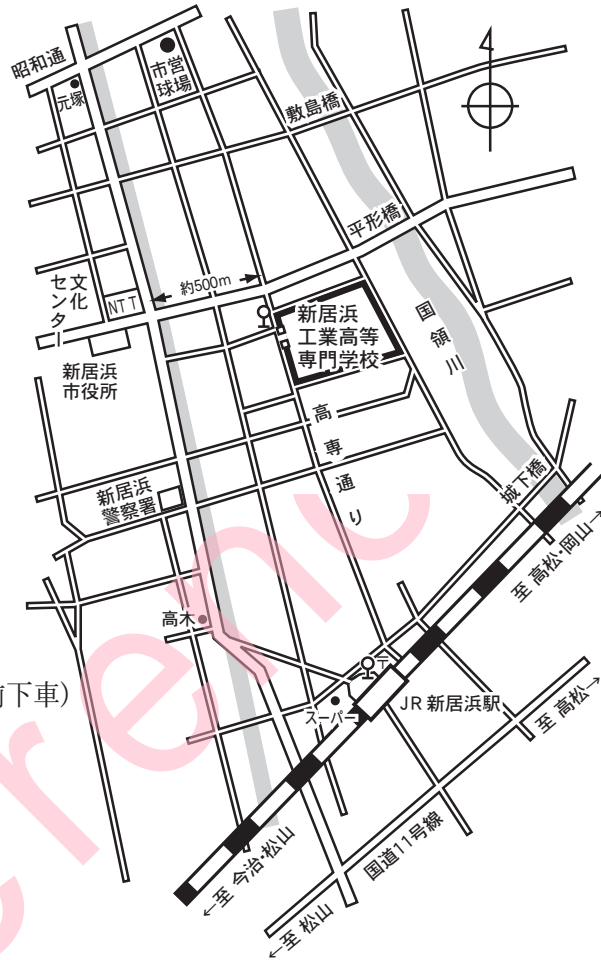 昭和通
市営
球場
元塚
敷島橋
平形橋
文化
センター
約500m
NTT
新居浜
工業高等
専門学校
国領川
新居浜
市役所
高専通り
新居浜
警察署
城下橋
至 高松・岡山→
高木
〒
前下車)
スーパー
JR 新居浜駅
至 高松→
←至 今治・松山
国道11号線
←至 松山